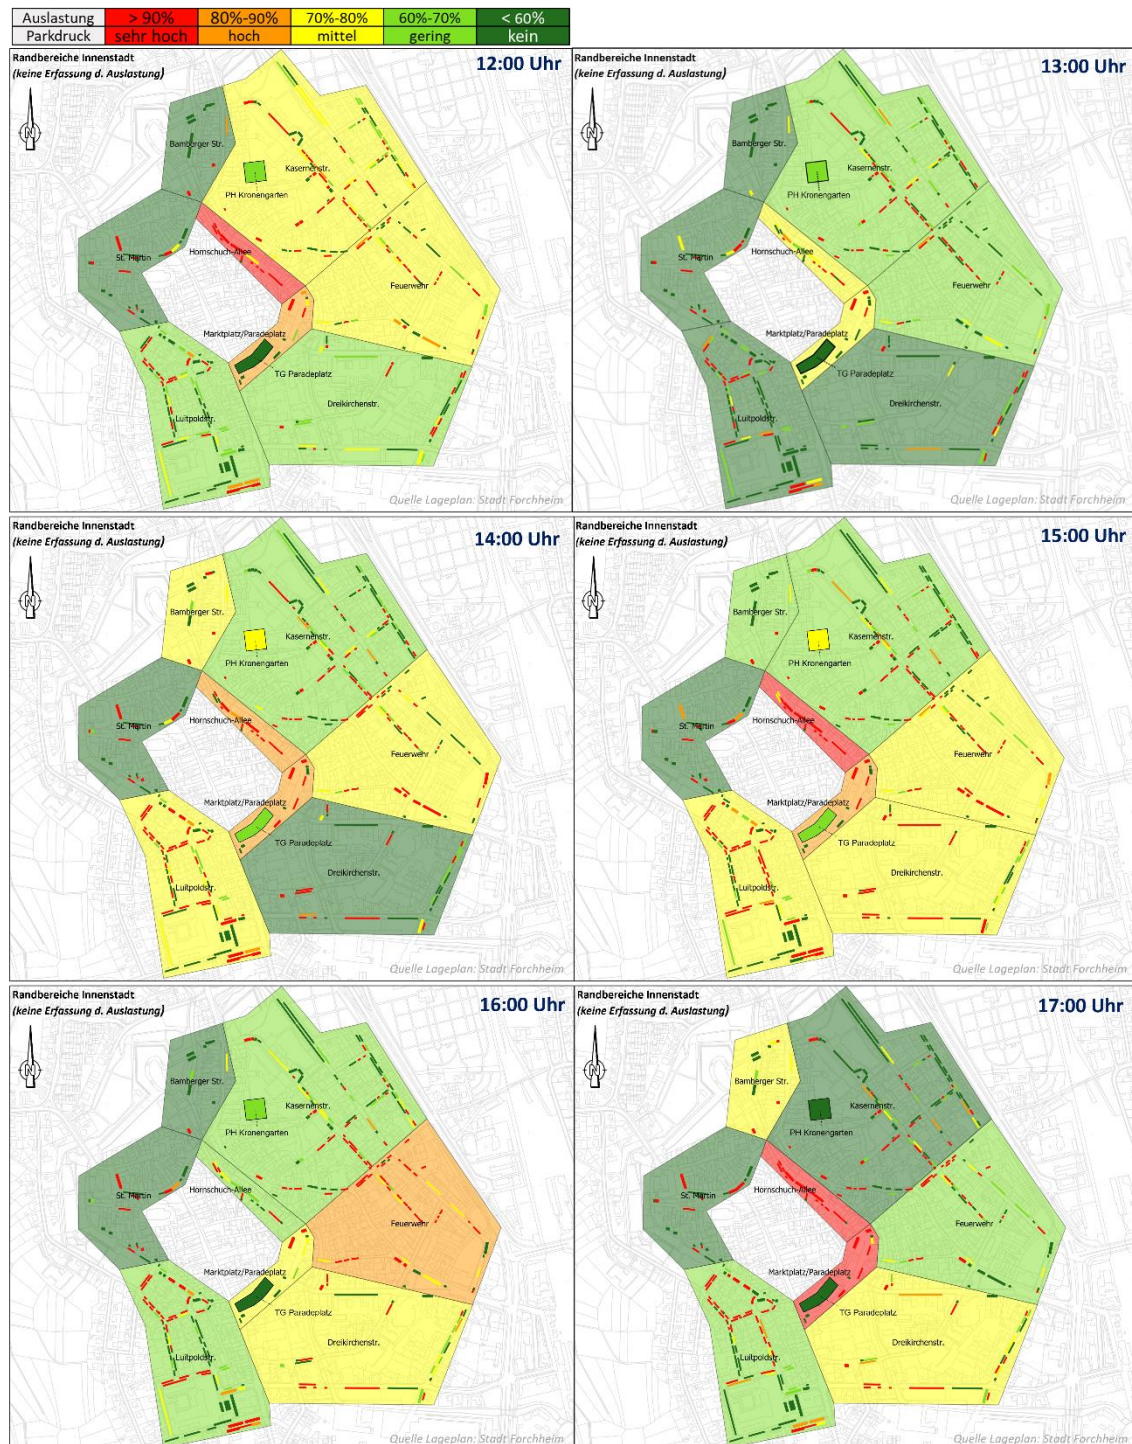 Auslastung > 90% 80%-90% 70%-80% 60%-70% < 60%
Parkdruck sehr hoch hoch mittel gering kein
Randbereiche Innenstadt
(keine Erfassung d. Auslastung)
12:00 Uhr
N
Bamberger Str.
Kasernenstr.
PH Kronengarten
Hornschuch-Allee
St. Martin
Feuerwehr
Marktplatz/Paradeplatz
TG Paradeplatz
Dreikirchenstr.
Luitpoldstr.
Quelle Lageplan: Stadt Forchheim
Randbereiche Innenstadt
(keine Erfassung d. Auslastung)
13:00 Uhr
N
Bamberger Str.
Kasernenstr.
PH Kronengarten
Hornschuch-Allee
St. Martin
Feuerwehr
Marktplatz/Paradeplatz
TG Paradeplatz
Dreikirchenstr.
Luitpoldstr.
Quelle Lageplan: Stadt Forchheim
Randbereiche Innenstadt
(keine Erfassung d. Auslastung)
14:00 Uhr
N
Bamberger Str.
Kasernenstr.
PH Kronengarten
Hornschuch-Allee
St. Martin
Feuerwehr
Marktplatz/Paradeplatz
TG Paradeplatz
Dreikirchenstr.
Luitpoldstr.
Quelle Lageplan: Stadt Forchheim
Randbereiche Innenstadt
(keine Erfassung d. Auslastung)
15:00 Uhr
N
Bamberger Str.
Kasernenstr.
PH Kronengarten
Hornschuch-Allee
St. Martin
Feuerwehr
Marktplatz/Paradeplatz
TG Paradeplatz
Dreikirchenstr.
Luitpoldstr.
Quelle Lageplan: Stadt Forchheim
Randbereiche Innenstadt
(keine Erfassung d. Auslastung)
16:00 Uhr
N
Bamberger Str.
Kasernenstr.
PH Kronengarten
Hornschuch-Allee
St. Martin
Feuerwehr
Marktplatz/Paradeplatz
TG Paradeplatz
Dreikirchenstr.
Luitpoldstr.
Quelle Lageplan: Stadt Forchheim
Randbereiche Innenstadt
(keine Erfassung d. Auslastung)
17:00 Uhr
N
Bamberger Str.
Kasernenstr.
PH Kronengarten
Hornschuch-Allee
St. Martin
Feuerwehr
Marktplatz/Paradeplatz
TG Paradeplatz
Dreikirchenstr.
Luitpoldstr.
Quelle Lageplan: Stadt Forchheim